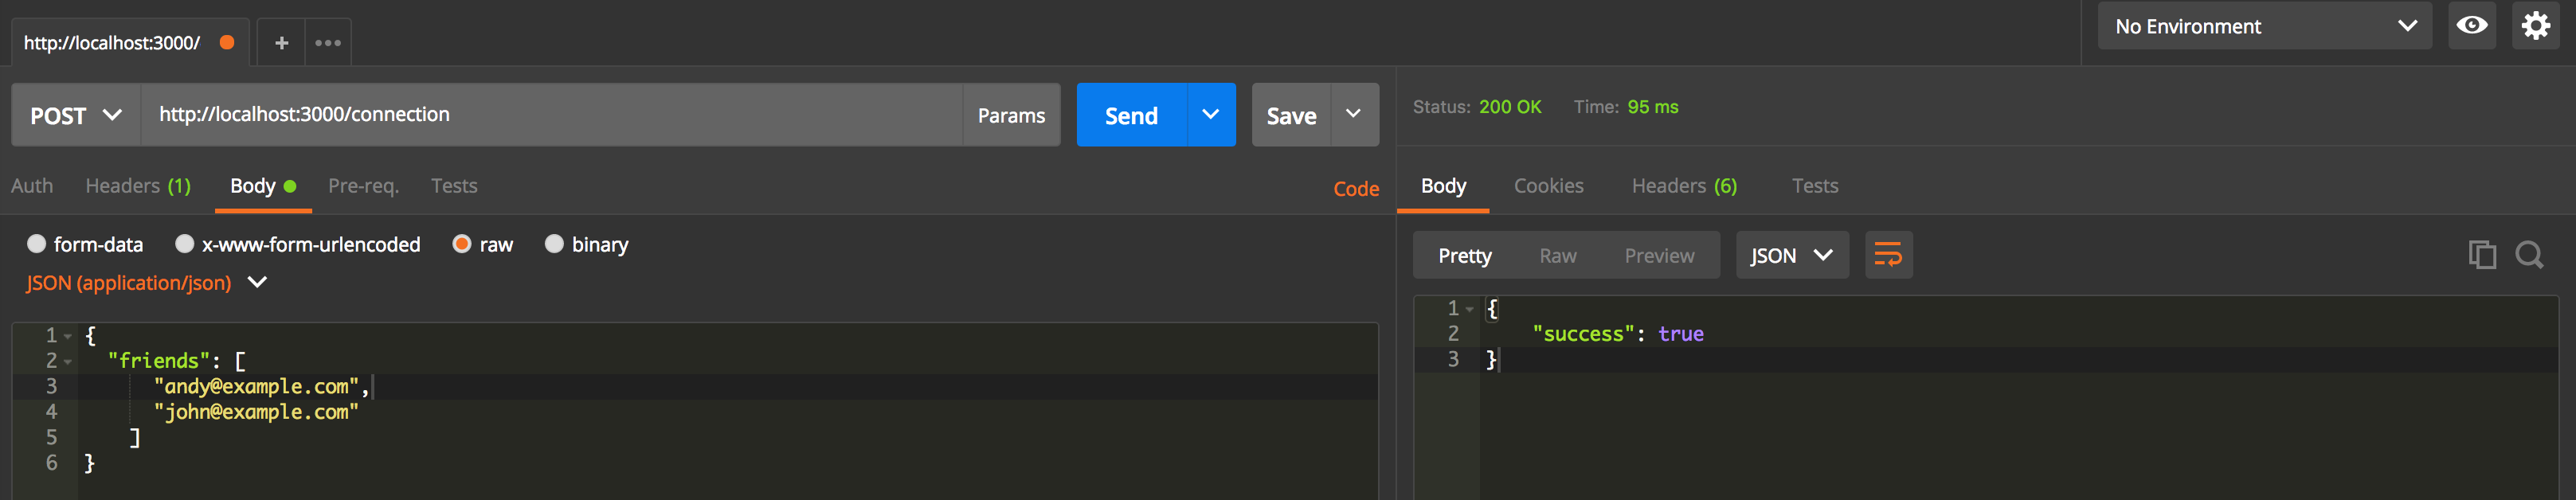 http://localhost:3000/ + •••
No Environment
POST http://localhost:3000/connection Params Send Save
Status: 200 OK Time: 95 ms
Auth Headers (1) Body Pre-req. Tests Code
Body Cookies Headers (6) Tests
form-data x-www-form-urlencoded raw binary
JSON (application/json)
Pretty Raw Preview JSON
1 {
2 "friends": [
3 "andy@example.com",
4 "john@example.com"
5 ]
6 }
1 {
2 "success": true
3 }